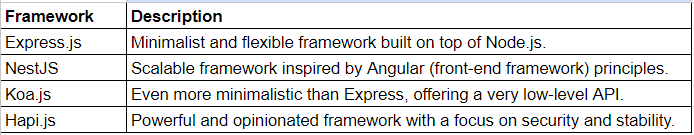 Framework Description
Express.js Minimalist and flexible framework built on top of Node.js.
NestJS Scalable framework inspired by Angular (front-end framework) principles.
Koa.js Even more minimalistic than Express, offering a very low-level API.
Hapi.js Powerful and opinionated framework with a focus on security and stability.